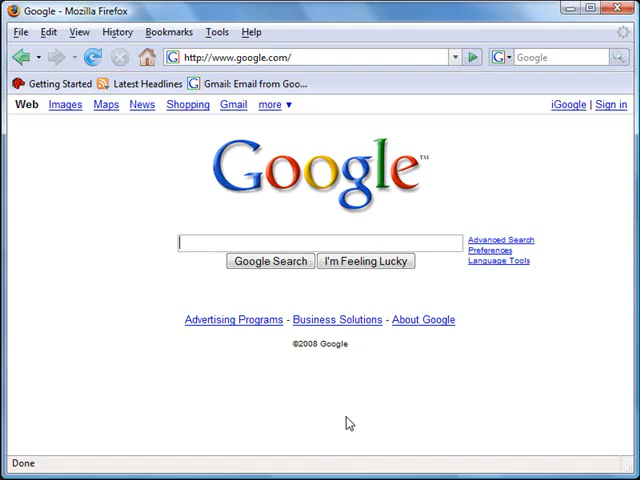 Google - Mozilla Firefox
File Edit View History Bookmarks Tools Help
http://www.google.com/ Google
Getting Started Latest Headlines Gmail: Email from Goo...
Web Images Maps News Shopping Gmail more ▼ iGoogle | Sign in
Google™
Advanced Search
Preferences
Language Tools
Google Search I'm Feeling Lucky
Advertising Programs - Business Solutions - About Google
©2008 Google
Done